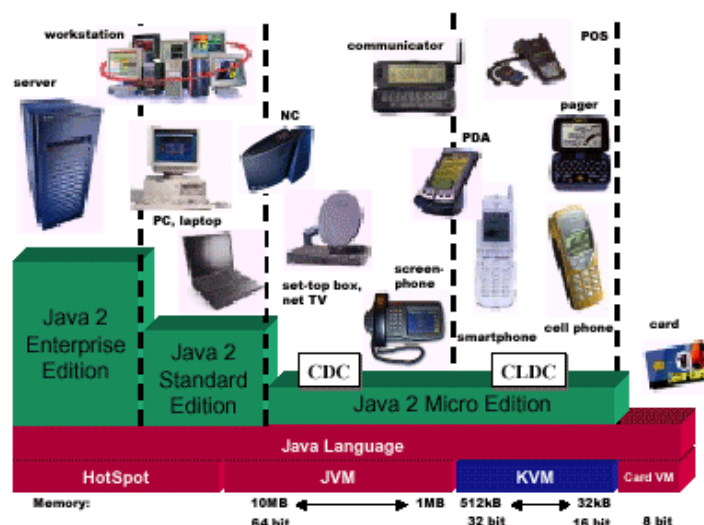 workstation
communicator
POS
server
NC
pager
PDA
PC, laptop
set-top box,
net TV
screen-
phone
smartphone
cell phone
card
Java 2
Enterprise
Edition
Java 2
Standard
Edition
CDC
CLDC
Java 2 Micro Edition
Java Language
HotSpot
JVM
KVM
Card VM
Memory:
10MB
1MB
512kB
32kB
64 bit
32 bit
16 bit
8 bit